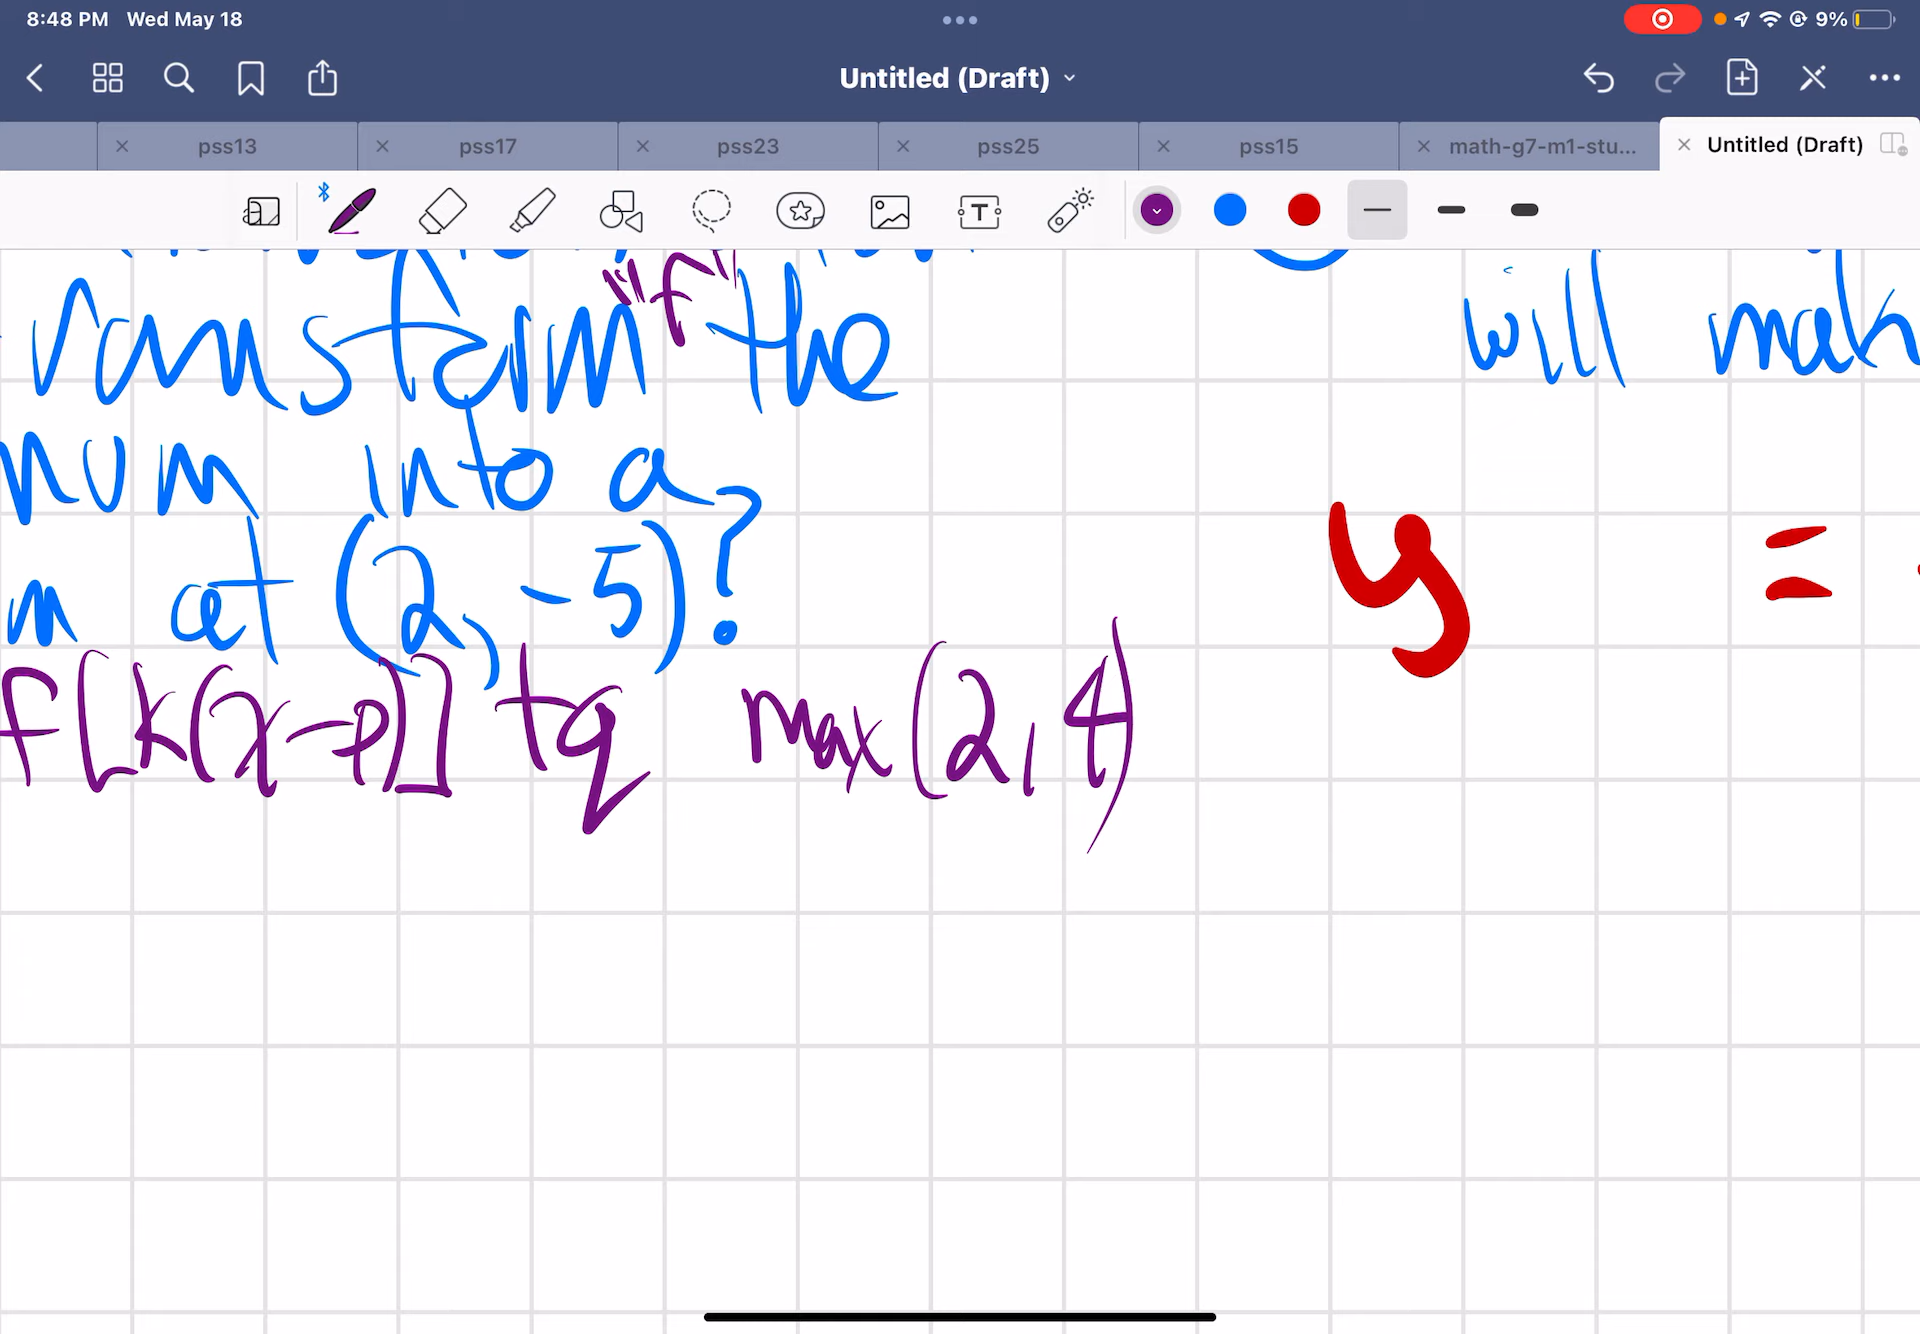 8:48 PM Wed May 18
9%
Untitled (Draft)
pss13 pss17 pss23 pss25 pss15 math-g7-m1-stu... Untitled (Draft)
T
"f"
ransform the
num into a
m at (2, -5)?
f[k(x-p)] +q max(2,4)
will mak
y =